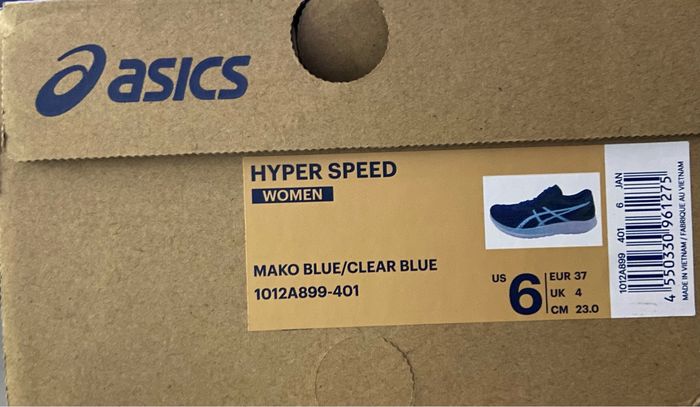 asics
HYPER SPEED
WOMEN
MAKO BLUE/CLEAR BLUE
1012A899-401
US 6 EUR 37
UK 4
CM 23.0
1012A899 401 6 JAN
4 550330 961275
MADE IN VIETNAM / FABRIQUE AU VIETNAM